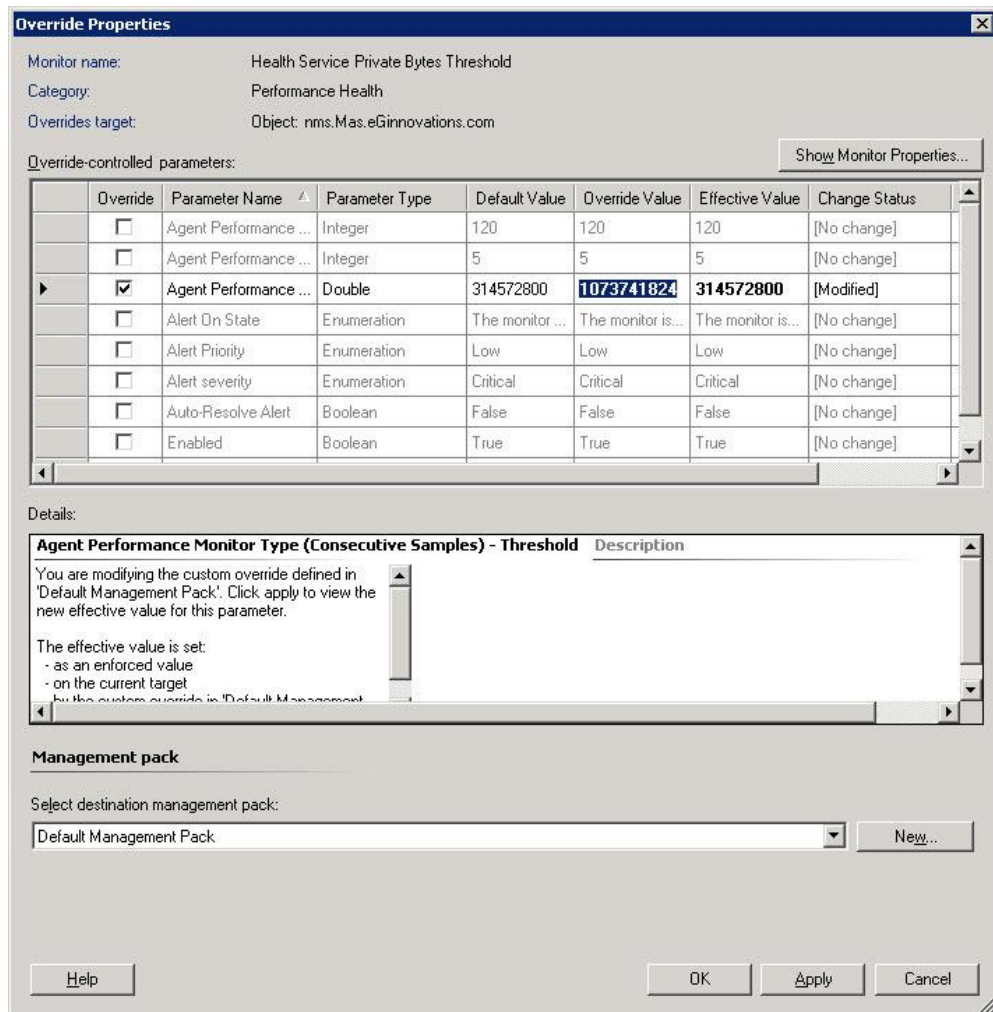 Override Properties
Monitor name: Health Service Private Bytes Threshold
Category: Performance Health
Overrides target: Object: nms.Mas.eGinnovations.com
Override-controlled parameters:
Show Monitor Properties...
Override Parameter Name Parameter Type Default Value Override Value Effective Value Change Status
Agent Performance ... Integer 120 120 120 [No change]
Agent Performance ... Integer 5 5 5 [No change]
Agent Performance ... Double 314572800 1073741824 314572800 [Modified]
Alert On State Enumeration The monitor ... The monitor is... The monitor is... [No change]
Alert Priority Enumeration Low Low Low [No change]
Alert severity Enumeration Critical Critical Critical [No change]
Auto-Resolve Alert Boolean False False False [No change]
Enabled Boolean True True True [No change]
Details:
Agent Performance Monitor Type (Consecutive Samples) - Threshold Description
You are modifying the custom override defined in
'Default Management Pack'. Click apply to view the
new effective value for this parameter.
The effective value is set:
- as an enforced value
- on the current target
- by the custom override in 'Default Management
Management pack
Select destination management pack:
Default Management Pack
New...
Help OK Apply Cancel